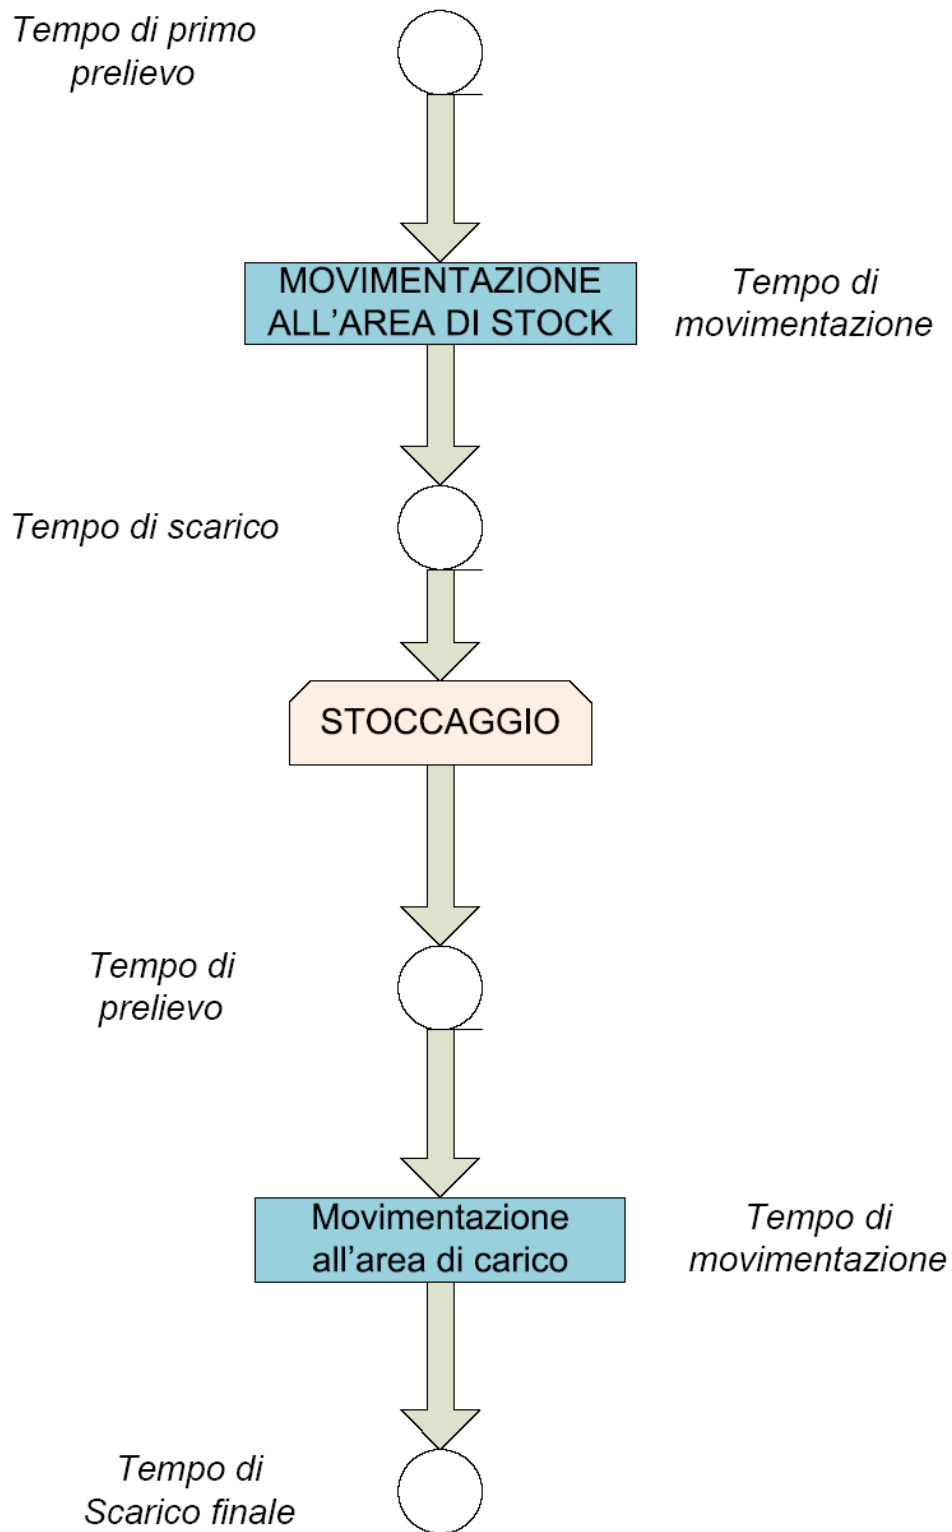 Tempo di primo
prelievo
MOVIMENTAZIONE
ALL'AREA DI STOCK
Tempo di
movimentazione
Tempo di scarico
STOCCAGGIO
Tempo di
prelievo
Movimentazione
all'area di carico
Tempo di
movimentazione
Tempo di
Scarico finale